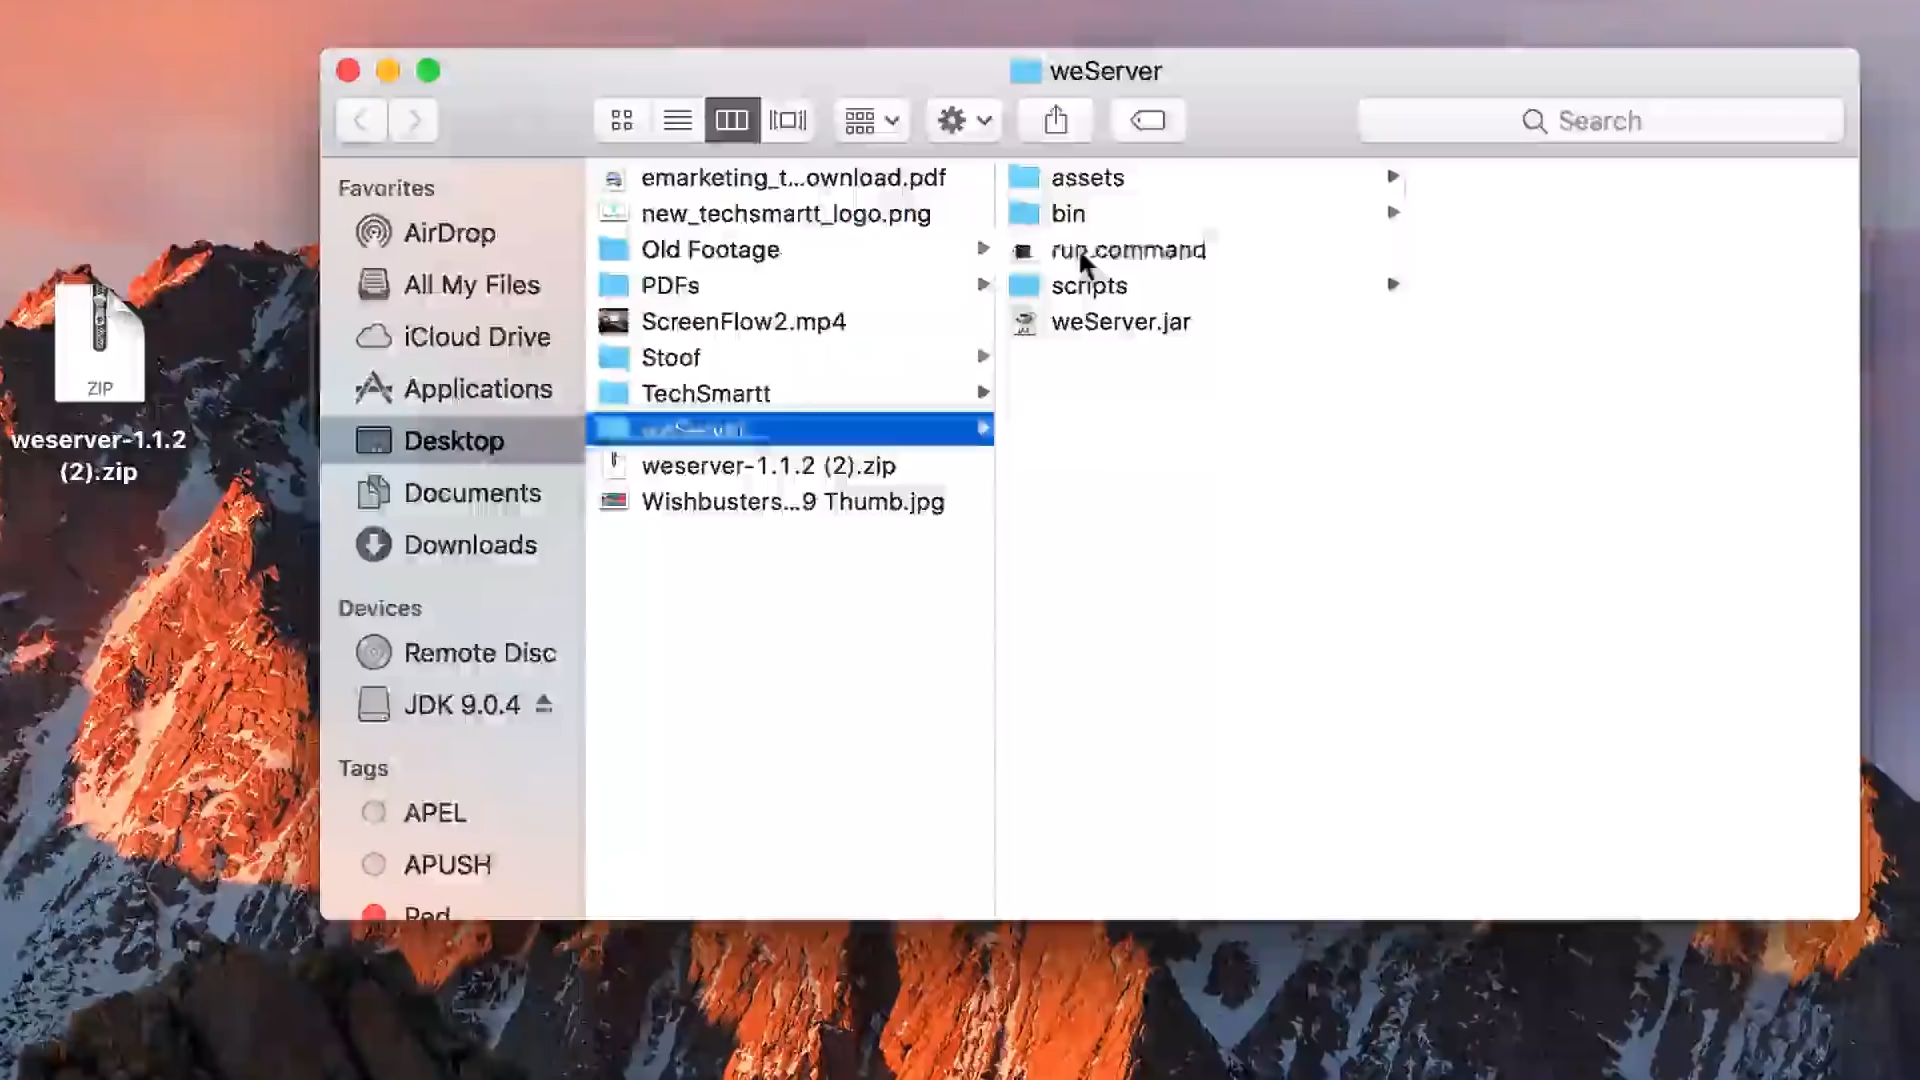 weServer
Search
Favorites
AirDrop
All My Files
iCloud Drive
Applications
Desktop
Documents
Downloads
Devices
Remote Disc
JDK 9.0.4
Tags
APEL
APUSH
Red
emarketing_t...ownload.pdf
new_techsmartt_logo.png
Old Footage
PDFs
ScreenFlow2.mp4
Stoof
TechSmartt
weServer
weserver-1.1.2 (2).zip
Wishbusters...9 Thumb.jpg
assets
bin
run.command
scripts
weServer.jar
ZIP
weserver-1.1.2
(2).zip